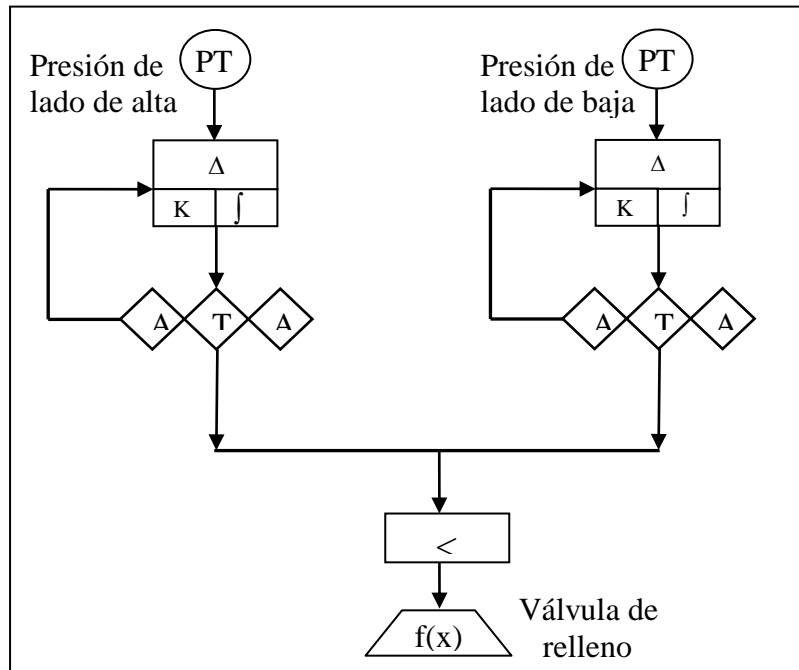 PT
Presión de
lado de alta
PT
Presión de
lado de baja
Δ
K ∫
Δ
K ∫
A T A
A T A
<
f(x)
Válvula de
relleno